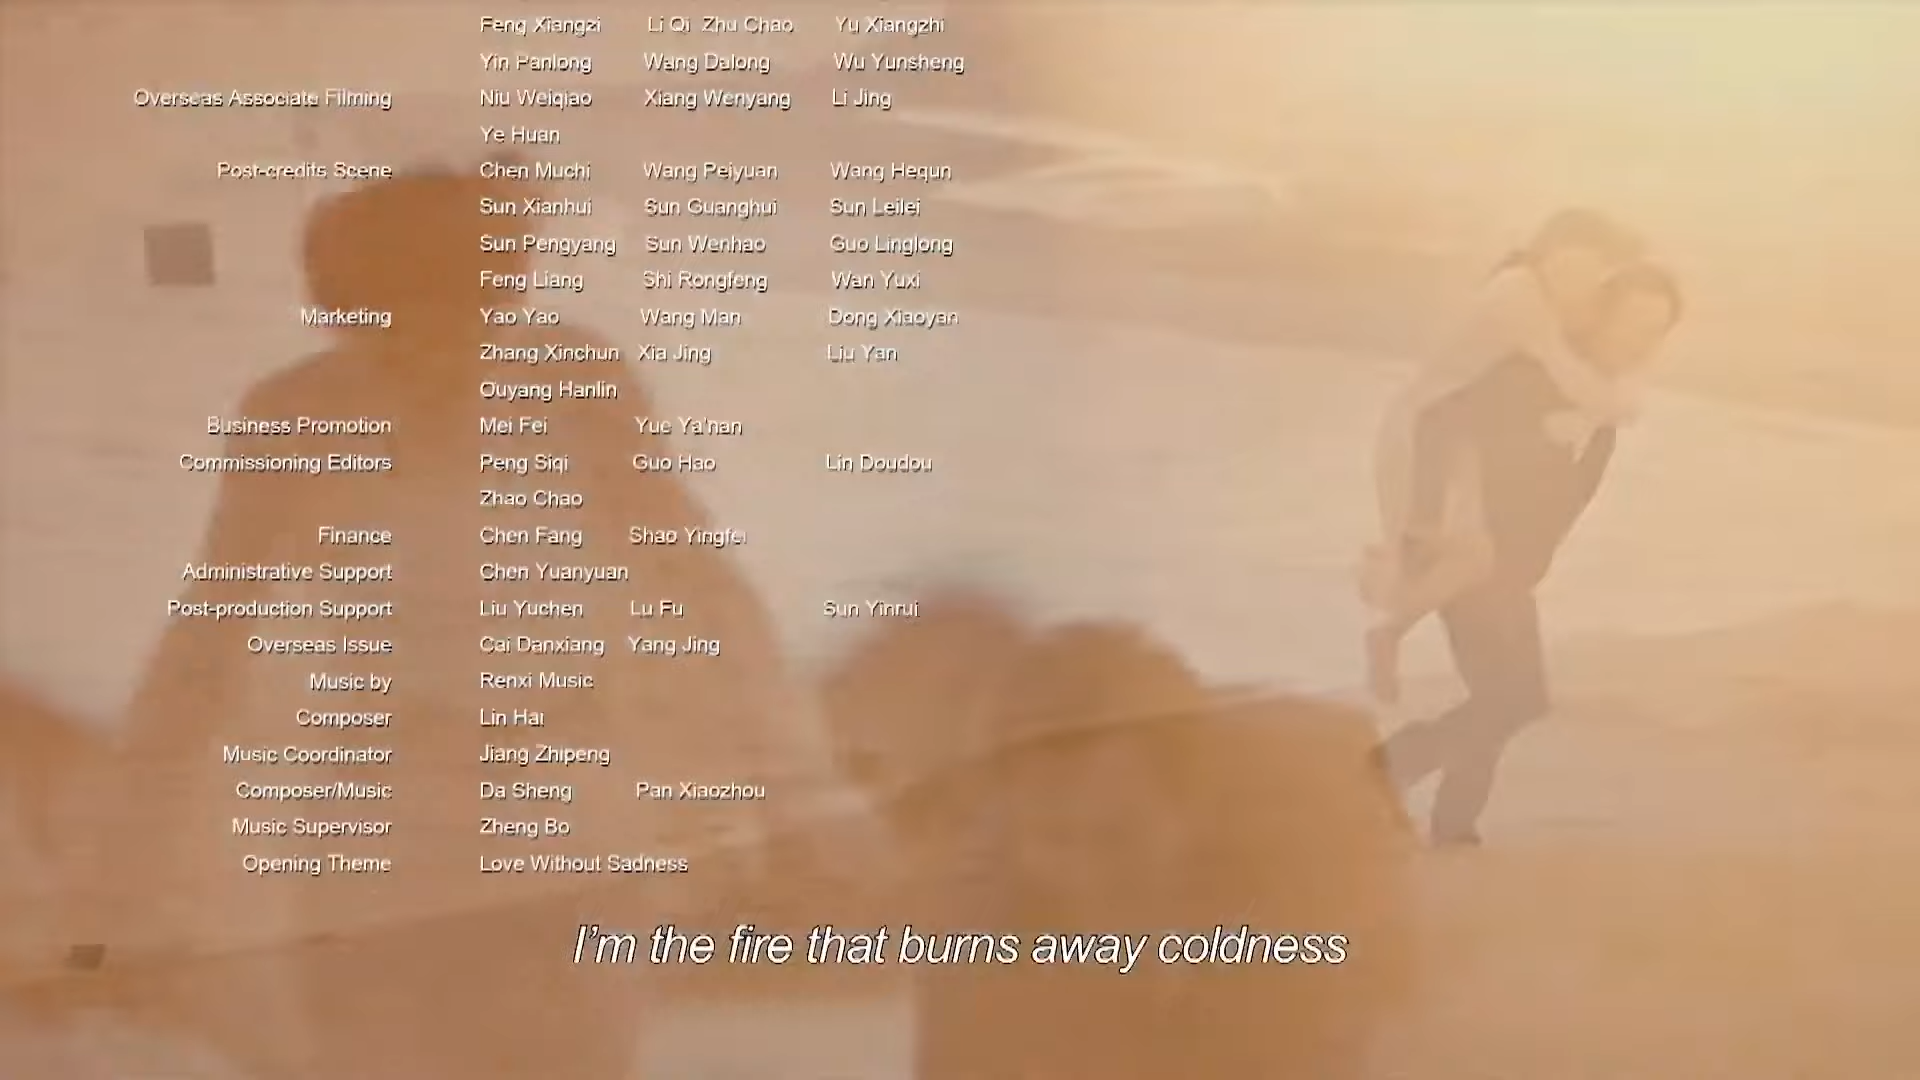 Feng Xiangzi Li Qi Zhu Chao Yu Xiangzhi
Yin Panlong Wang Dalong Wu Yunsheng
Overseas Associate Filming Niu Weiqiao Xiang Wenyang Li Jing
Ye Huan
Post-credits Scene Chen Muchi Wang Peiyuan Wang Hequn
Sun Xianhui Sun Guanghui Sun Leilei
Sun Pengyang Sun Wenhao Guo Linglong
Feng Liang Shi Rongfeng Wan Yuxi
Marketing Yao Yao Wang Man Dong Xiaoyan
Zhang Xinchun Xia Jing Liu Yan
Ouyang Hanlin
Business Promotion Mei Fei Yue Ya'nan
Commissioning Editors Peng Siqi Guo Hao Lin Doudou
Zhao Chao
Finance Chen Fang Shao Yingfei
Administrative Support Chen Yuanyuan
Post-production Support Liu Yuchen Lu Fu Sun Yinrui
Overseas Issue Cai Danxiang Yang Jing
Music by Renxi Music
Composer Lin Hai
Music Coordinator Jiang Zhipeng
Composer/Music Da Sheng Pan Xiaozhou
Music Supervisor Zheng Bo
Opening Theme Love Without Sadness
I'm the fire that burns away coldness